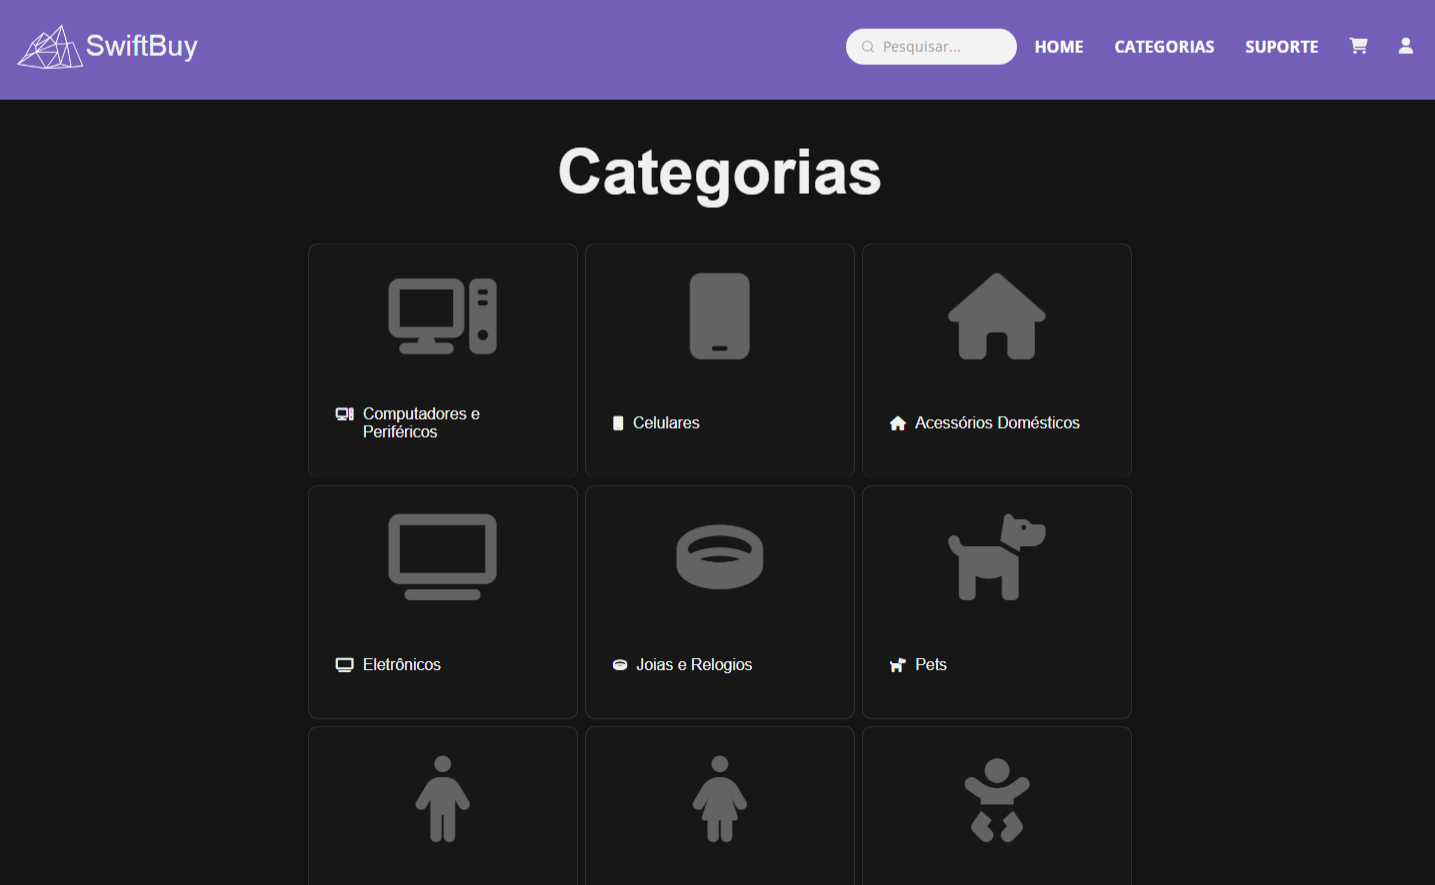 SwiftBuy
Pesquisar...
HOME
CATEGORIAS
SUPORTE
Categorias
Computadores e
Periféricos
Celulares
Acessórios Domésticos
Eletrônicos
Joias e Relogios
Pets